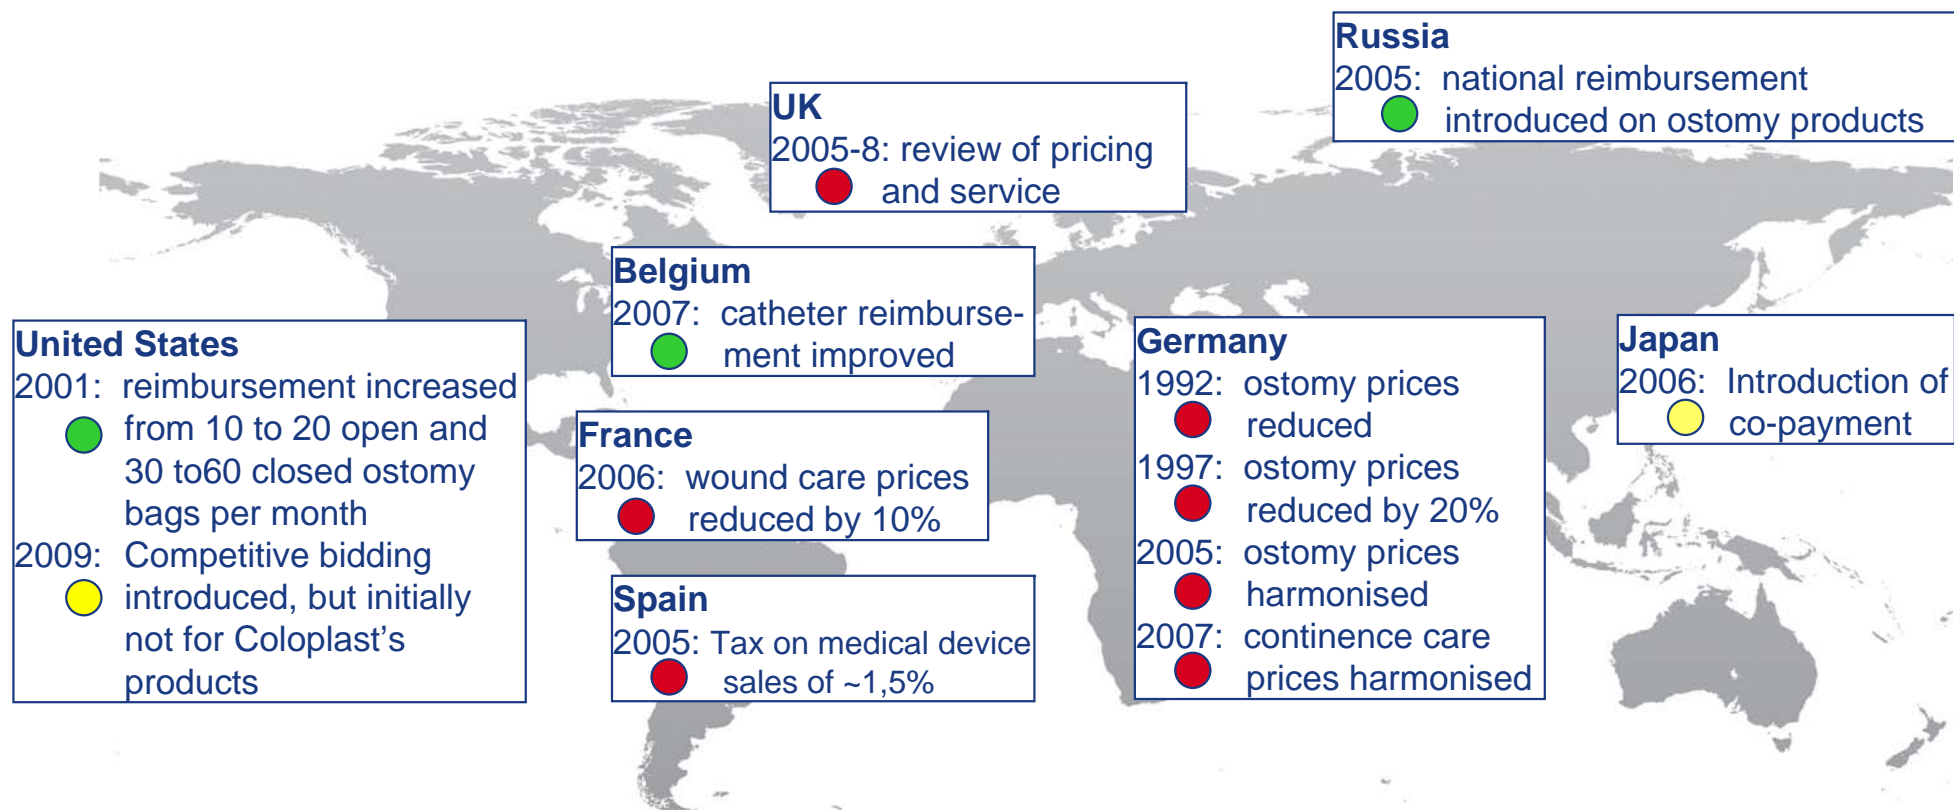 Russia
2005: national reimbursement
introduced on ostomy products
UK
2005-8: review of pricing
and service
Belgium
2007: catheter reimburse-
ment improved
United States
2001: reimbursement increased
from 10 to 20 open and
30 to60 closed ostomy
bags per month
2009: Competitive bidding
introduced, but initially
not for Coloplast's
products
France
2006: wound care prices
reduced by 10%
Spain
2005: Tax on medical device
sales of ~1,5%
Germany
1992: ostomy prices
reduced
1997: ostomy prices
reduced by 20%
2005: ostomy prices
harmonised
2007: continence care
prices harmonised
Japan
2006: Introduction of
co-payment